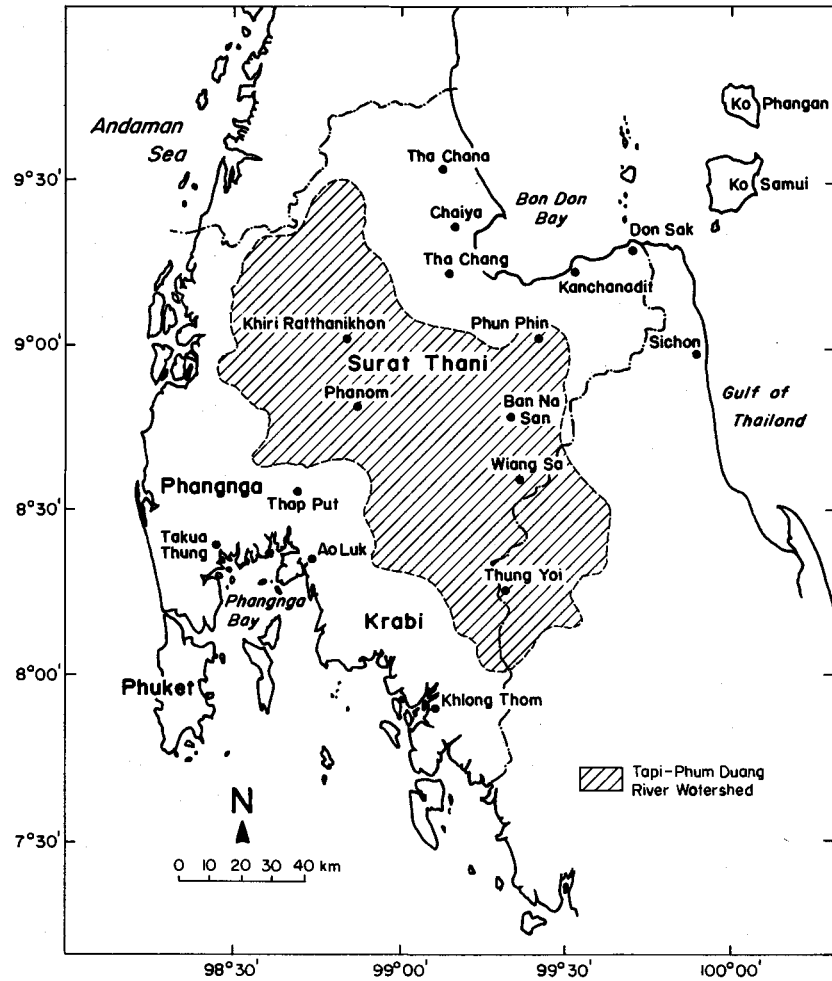 Ko Phangan
Andaman
Sea
Tha Chana
9°30'
Ko Samui
Bon Don
Bay
Chaiya
Don Sak
Tha Chang
Kanchanadit
Khiri Ratthanikhon
Phun Phin
9°00'
Sichon
Surat Thani
Phanom
Ban Na
San
Gulf of
Thailand
Wiang Sa
Phangnga
Thap Put
8°30'
Takua
Thung
Ao Luk
Thung Yoi
Phangnga
Bay
Krabi
8°00'
Phuket
Khlong Thom
Tapi-Phum Duang
River Watershed
N
7°30'
0 10 20 30 40 km
98°30' 99°00' 99°30' 100°00'